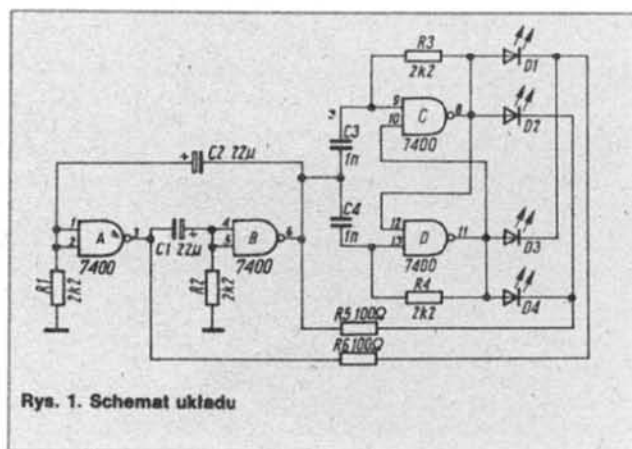 R3
2k2
D1
9
10
C
8
7400
D2
C3
1n
C2 22µ
+
1
2
A
3
7400
C1 22µ
+
4
5
B
6
7400
C4
1n
12
13
D
11
7400
D3
R1
2k2
R2
2k2
R4
2k2
D4
R5 100Ω
R6 100Ω
Rys. 1. Schemat układu